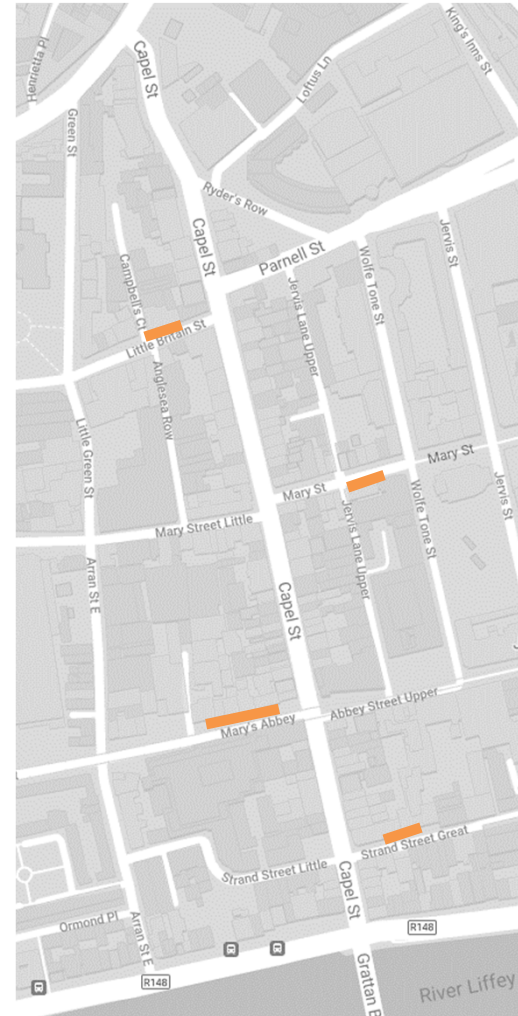 Henrietta Pl
Capel St
King's Inns St
Loftus Ln
Green St
Ryder's Row
Capel St
Parnell St
Jervis St
Wolfe Tone St
Campbell's Ct
Jervis Lane Upper
Little Britain St
Anglesea Row
Little Green St
Mary St
Mary St
Wolfe Tone St
Jervis St
Mary Street Little
Jervis Lane Upper
Arran St E
Capel St
Abbey Street Upper
Mary's Abbey
Strand Street Great
Strand Street Little
Capel St
Ormond Pl
Arran St E
R148
R148
Grattan B
River Liffey